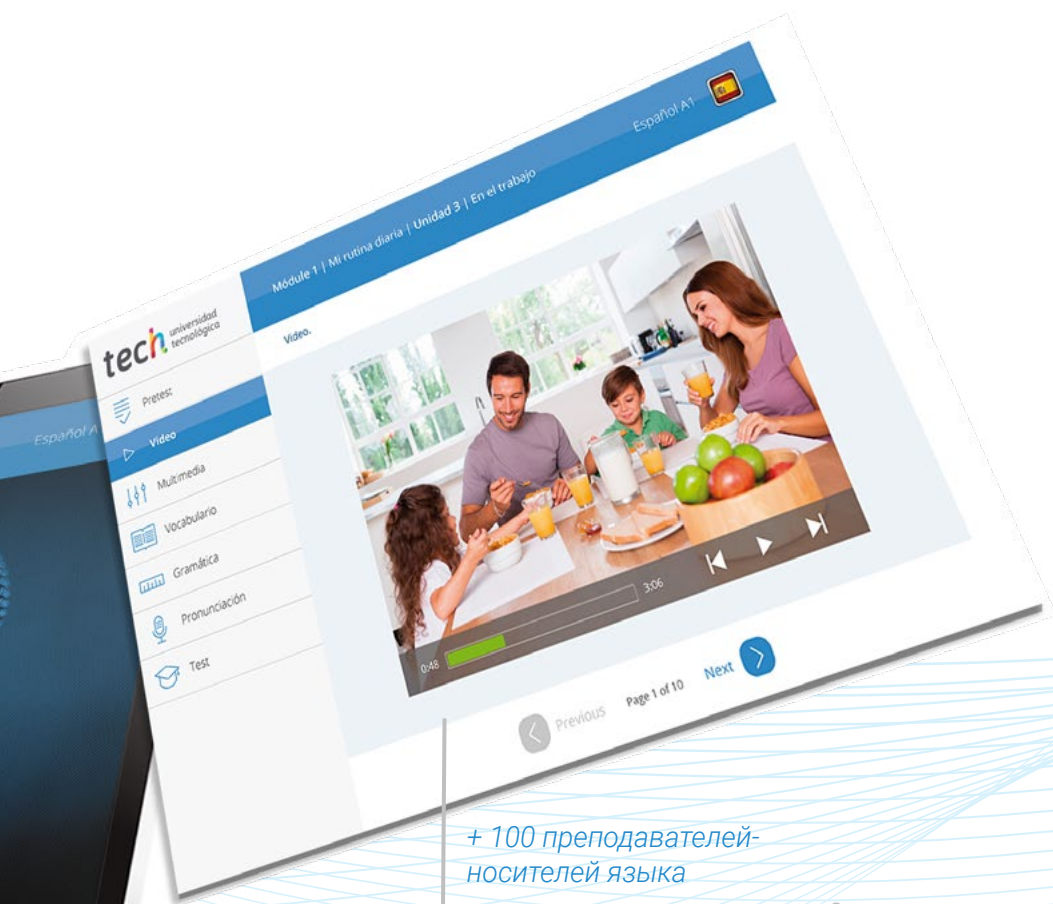 Español A1
Módule 1 | Mi rutina diaria | Unidad 3 | En el trabajo
tech universidad
tecnológica
Video.
Pretest
Video
Multimedia
Vocabulario
Gramática
Pronunciación
Test
Español A
0:48
3:06
Previous
Page 1 of 10
Next
+ 100 преподавателей-
носителей языка